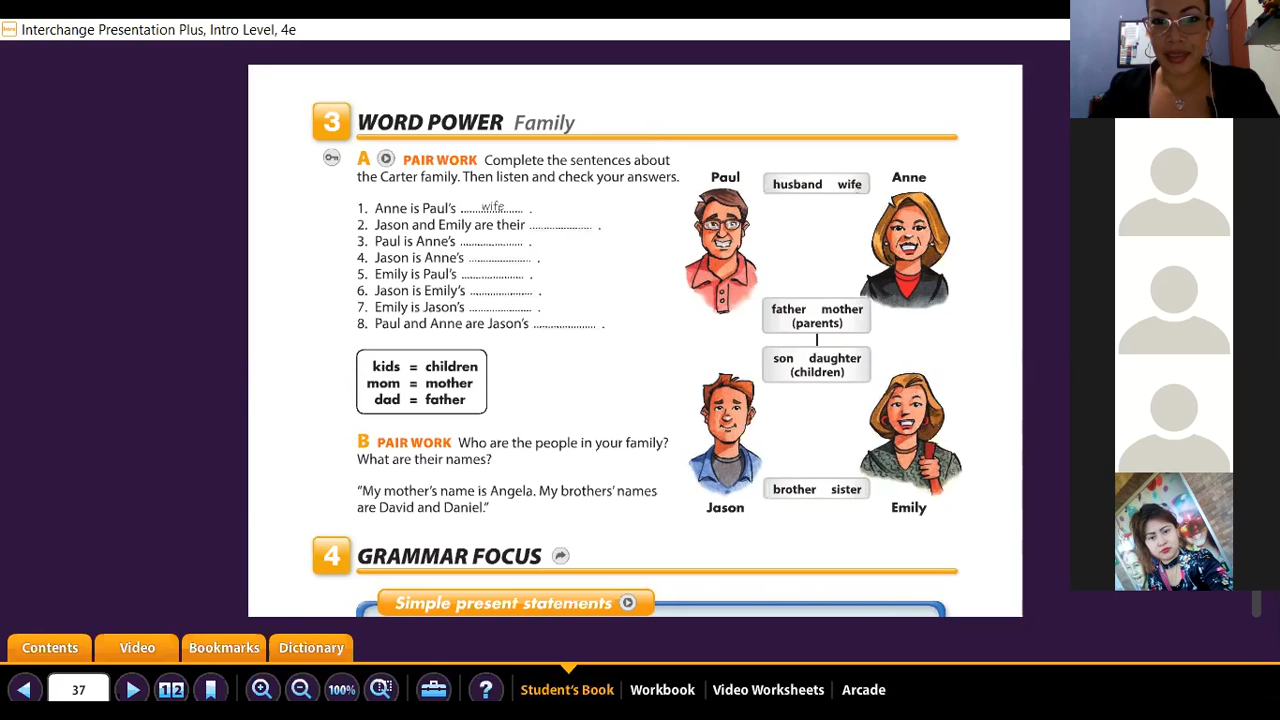 Interchange Presentation Plus, Intro Level, 4e
3 WORD POWER Family
A PAIR WORK Complete the sentences about
the Carter family. Then listen and check your answers.
1. Anne is Paul's ....wife.... .
2. Jason and Emily are their .................... .
3. Paul is Anne's .................... .
4. Jason is Anne's .................... .
5. Emily is Paul's .................... .
6. Jason is Emily's .................... .
7. Emily is Jason's .................... .
8. Paul and Anne are Jason's .................... .
kids = children
mom = mother
dad = father
B PAIR WORK Who are the people in your family?
What are their names?
"My mother's name is Angela. My brothers' names
are David and Daniel."
Paul
husband wife
Anne
father mother
(parents)
son daughter
(children)
brother sister
Jason
Emily
4 GRAMMAR FOCUS
Simple present statements
Contents Video Bookmarks Dictionary
37 12 100% ? Student's Book Workbook Video Worksheets Arcade